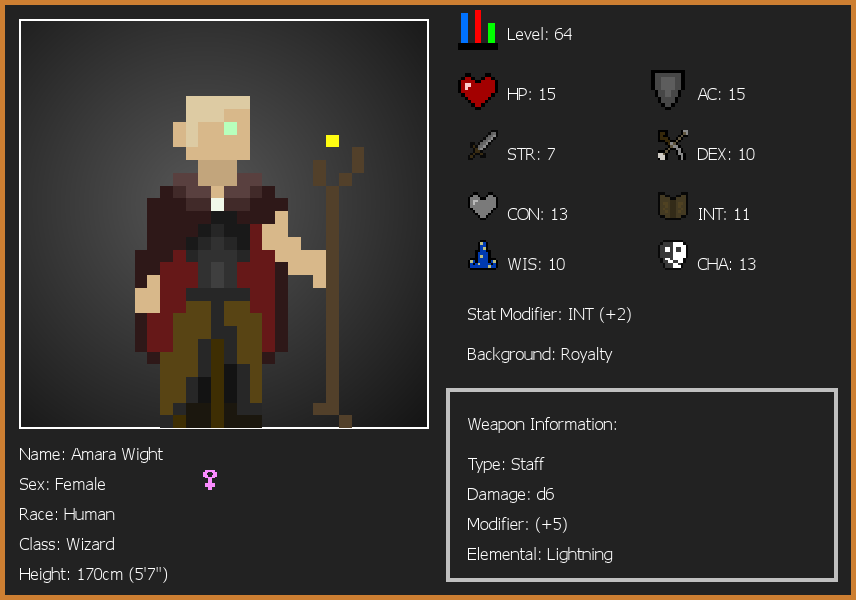 Level: 64
HP: 15
AC: 15
STR: 7
DEX: 10
CON: 13
INT: 11
WIS: 10
CHA: 13
Stat Modifier: INT (+2)
Background: Royalty
Weapon Information:
Type: Staff
Damage: d6
Modifier: (+5)
Elemental: Lightning
Name: Amara Wight
Sex: Female
Race: Human
Class: Wizard
Height: 170cm (5'7")